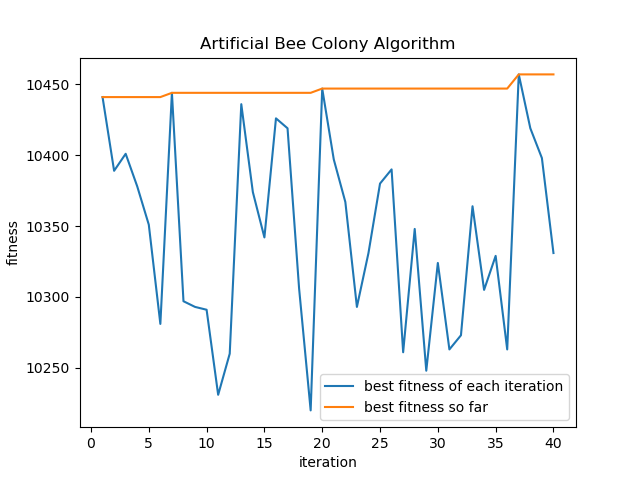 Artificial Bee Colony Algorithm
10450
10400
10350
10300
10250
fitness
0 5 10 15 20 25 30 35 40
iteration
best fitness of each iteration
best fitness so far